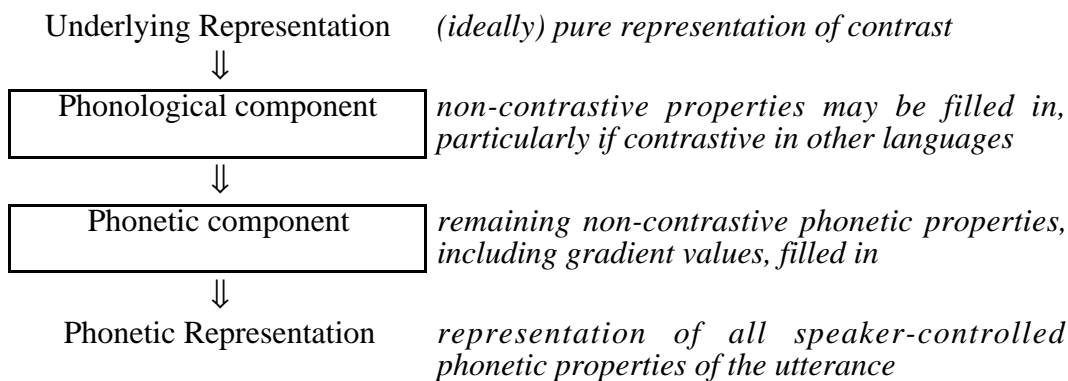 Underlying Representation (ideally) pure representation of contrast
⇓
Phonological component non-contrastive properties may be filled in,
particularly if contrastive in other languages
⇓
Phonetic component remaining non-contrastive phonetic properties,
including gradient values, filled in
⇓
Phonetic Representation representation of all speaker-controlled
phonetic properties of the utterance